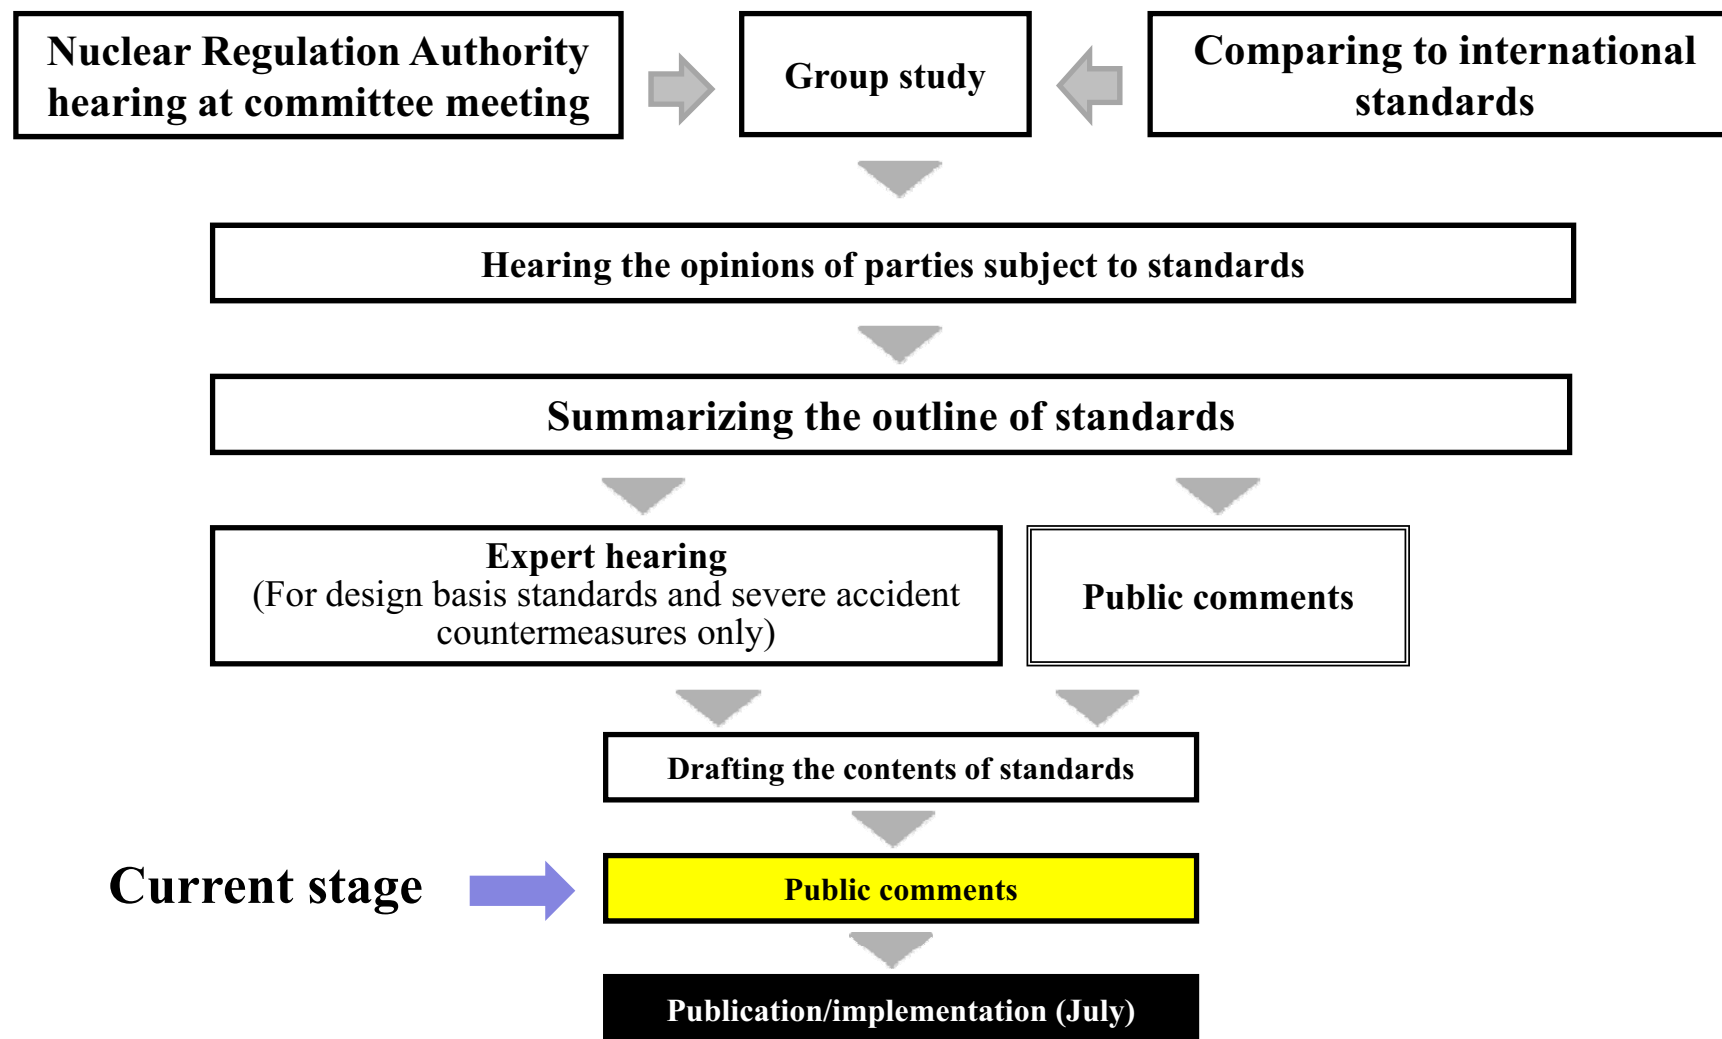 Nuclear Regulation Authority
hearing at committee meeting
Group study
Comparing to international
standards
Hearing the opinions of parties subject to standards
Summarizing the outline of standards
Expert hearing
(For design basis standards and severe accident
countermeasures only)
Public comments
Drafting the contents of standards
Current stage
Public comments
Publication/implementation (July)